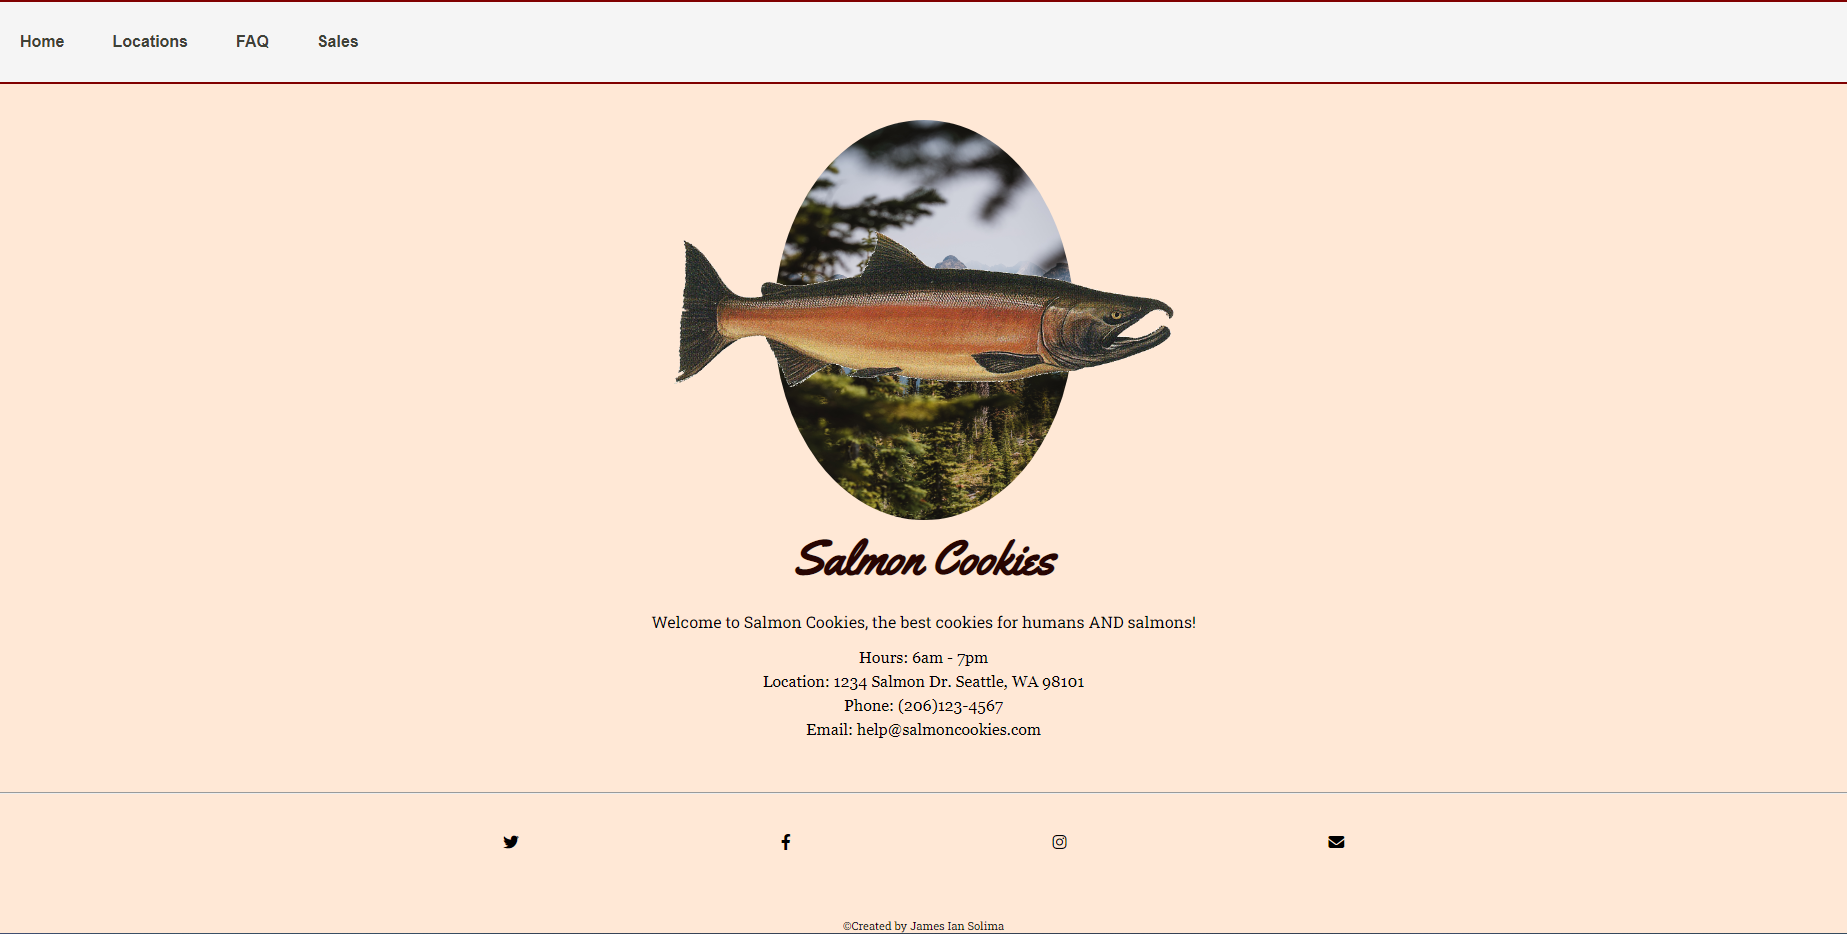 Home Locations FAQ Sales
Salmon Cookies
Welcome to Salmon Cookies, the best cookies for humans AND salmons!
Hours: 6am - 7pm
Location: 1234 Salmon Dr. Seattle, WA 98101
Phone: (206)123-4567
Email: help@salmoncookies.com
©Created by James Ian Solima